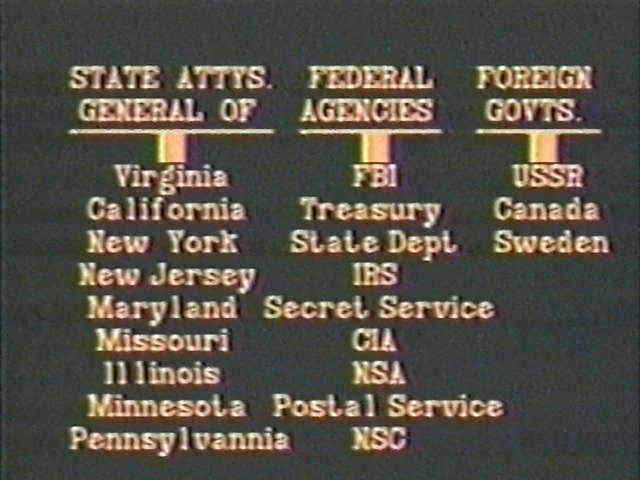 STATE ATTYS. FEDERAL FOREIGN
GENERAL OF AGENCIES GOVTS.
Virginia FBI USSR
California Treasury Canada
New York State Dept Sweden
New Jersey IRS
Maryland Secret Service
Missouri CIA
Illinois NSA
Minnesota Postal Service
Pennsylvannia NSC